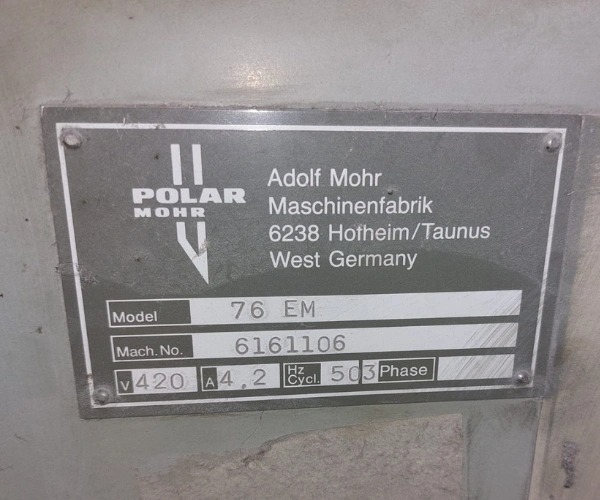 POLAR
MOHR
Adolf Mohr
Maschinenfabrik
6238 Hofheim/Taunus
West Germany
Model 76 EM
Mach.No. 6161106
V 420 A 4,2 Hz Cycl. 50 3 Phase